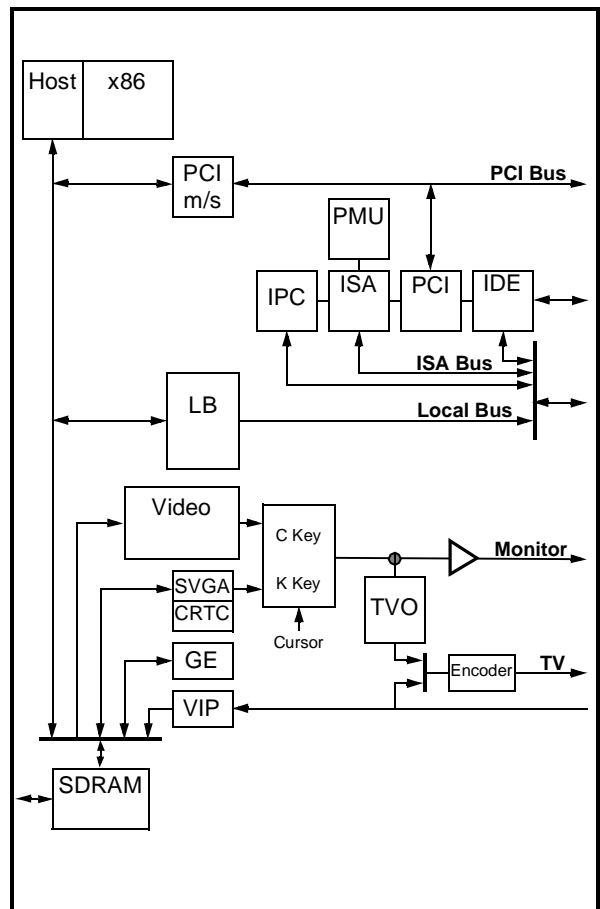 Host
x86
PCI
m/s
PCI Bus
PMU
IPC
ISA
PCI
IDE
ISA Bus
LB
Local Bus
Video
C Key
K Key
Monitor
SVGA
CRTC
TVO
Cursor
GE
Encoder
TV
VIP
SDRAM